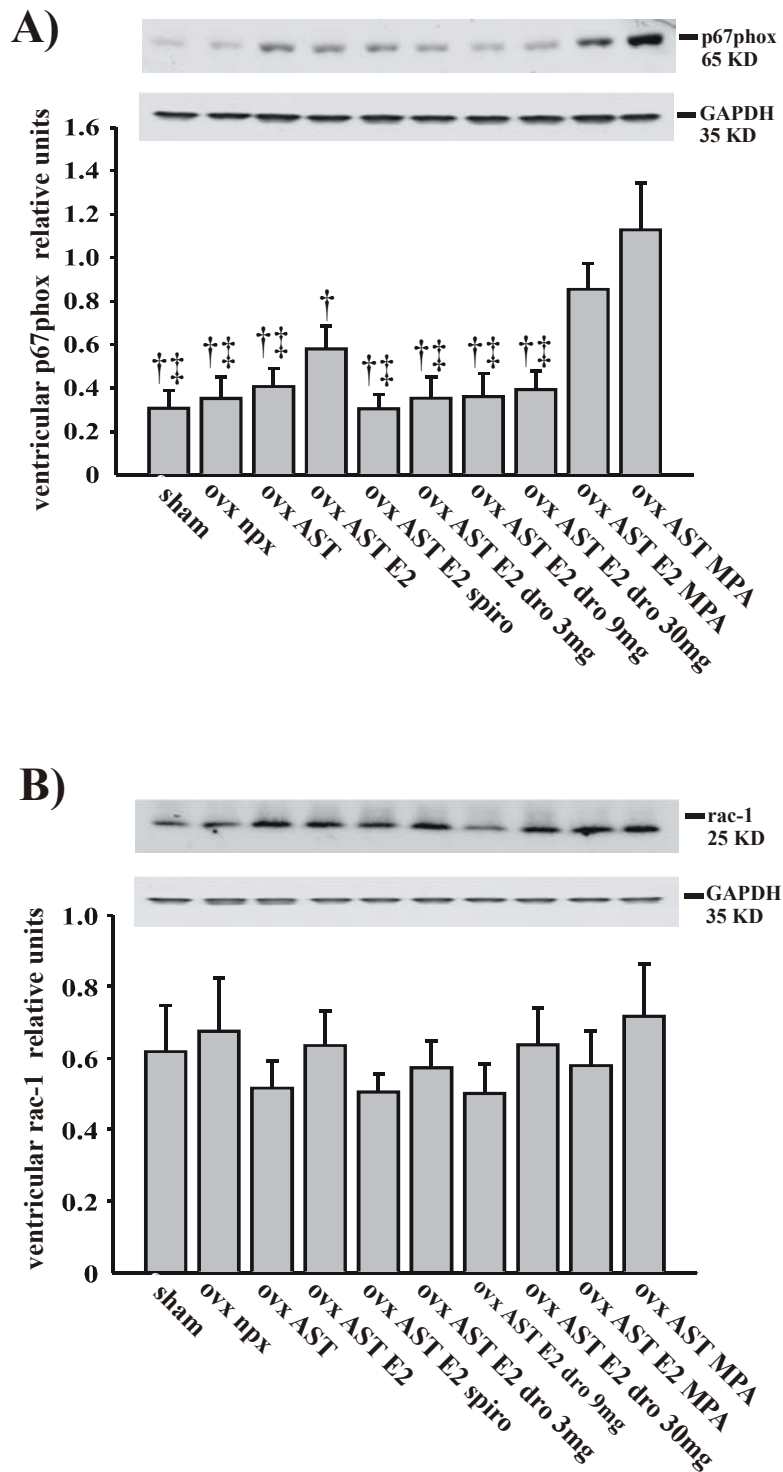 A)
p67phox
65 KD
GAPDH
35 KD
ventricular p67phox relative units
1.6
1.4
1.2
1.0
0.8
0.6
0.4
0.2
0
†‡
†‡
†‡
†
†‡
†‡
†‡
†‡
sham
ovx npx
ovx AST
ovx AST E2
ovx AST E2 spiro
ovx AST E2 dro 3mg
ovx AST E2 dro 9mg
ovx AST E2 dro 30mg
ovx AST E2 MPA
ovx AST MPA
B)
rac-1
25 KD
GAPDH
35 KD
ventricular rac-1 relative units
1.0
0.8
0.6
0.4
0.2
0
sham
ovx npx
ovx AST
ovx AST E2
ovx AST E2 spiro
ovx AST E2 dro 3mg
ovx AST E2 dro 9mg
ovx AST E2 dro 30mg
ovx AST E2 MPA
ovx AST MPA